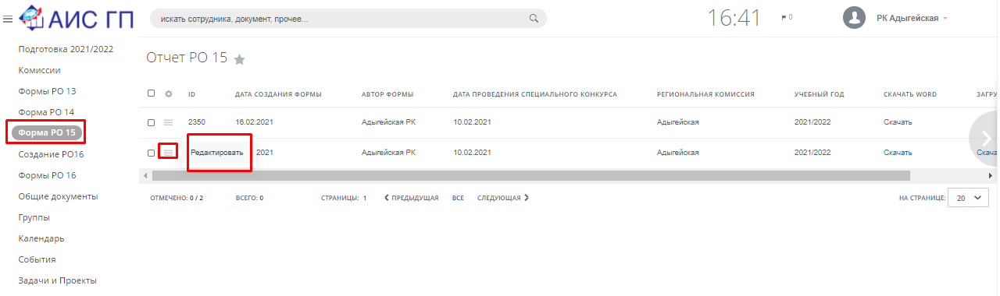 АИС ГП
искать сотрудника, документ, прочее...
16:41
0
РК Адыгейская
Подготовка 2021/2022
Комиссии
Формы РО 13
Форма РО 14
Форма РО 15
Создание РО16
Формы РО 16
Общие документы
Группы
Календарь
События
Задачи и Проекты
Отчет РО 15
ID ДАТА СОЗДАНИЯ ФОРМЫ АВТОР ФОРМЫ ДАТА ПРОВЕДЕНИЯ СПЕЦИАЛЬНОГО КОНКУРСА РЕГИОНАЛЬНАЯ КОМИССИЯ УЧЕБНЫЙ ГОД СКАЧАТЬ WORD ЗАГРУ
2350 16.02.2021 Адыгейская РК 10.02.2021 Адыгейская 2021/2022 Скачать
Редактировать 2021 Адыгейская РК 10.02.2021 Адыгейская 2021/2022 Скачать Скача
ОТМЕЧЕНО: 0 / 2 ВСЕГО: 0 СТРАНИЦЫ: 1 ПРЕДЫДУЩАЯ ВСЕ СЛЕДУЮЩАЯ НА СТРАНИЦЕ: 20